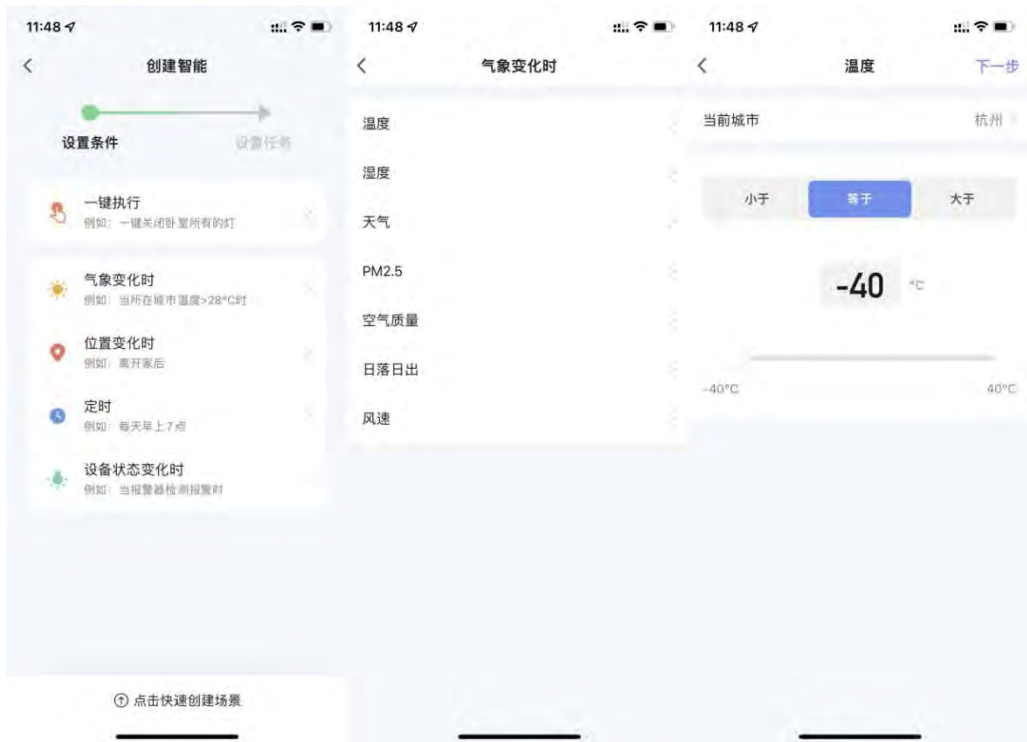 11:48
创建智能
设置条件
设置任务
一键执行
例如：一键关闭卧室所有的灯
气象变化时
例如：当所在城市温度>28°C时
位置变化时
例如：离开家后
定时
例如：每天早上7点
设备状态变化时
例如：当报警器检测报警时
点击快速创建场景
11:48
气象变化时
温度
湿度
天气
PM2.5
空气质量
日落日出
风速
11:48
温度
下一步
当前城市
杭州
小于
等于
大于
-40 °C
-40°C
40°C